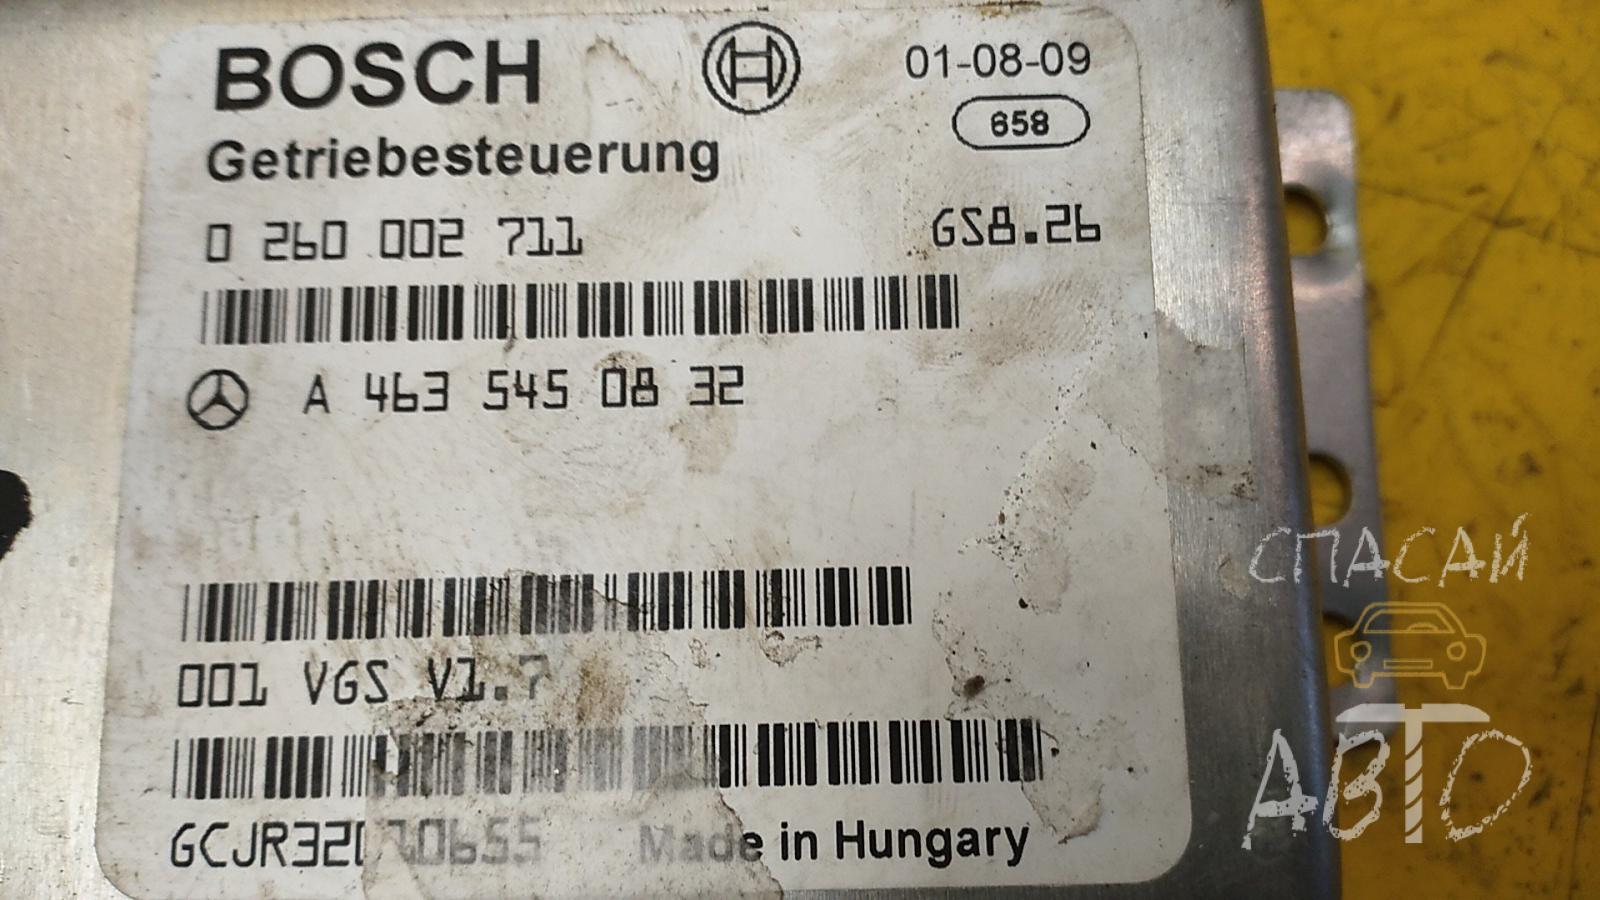 BOSCH
01-08-09
658
Getriebesteuerung
0 260 002 711
GS8.26
A 463 545 08 32
001 VGS V1.7
Made in Hungary
СПАСАЙ
АВТО